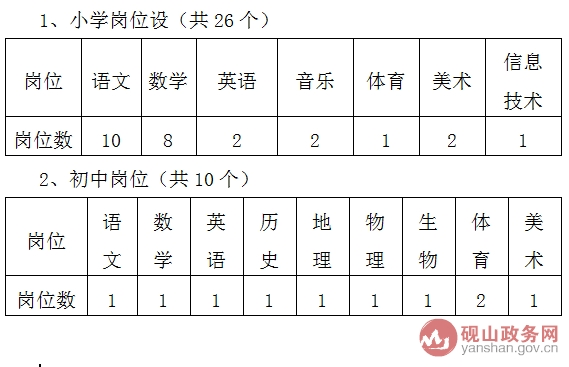 1、小学岗位设（共26个）
岗位 语文 数学 英语 音乐 体育 美术 信息技术
岗位数 10 8 2 2 1 2 1
2、初中岗位（共10个）
岗位 语文 数学 英语 历史 地理 物理 生物 体育 美术
岗位数 1 1 1 1 1 1 1 2 1
砚山政务网
yanshan.gov.cn